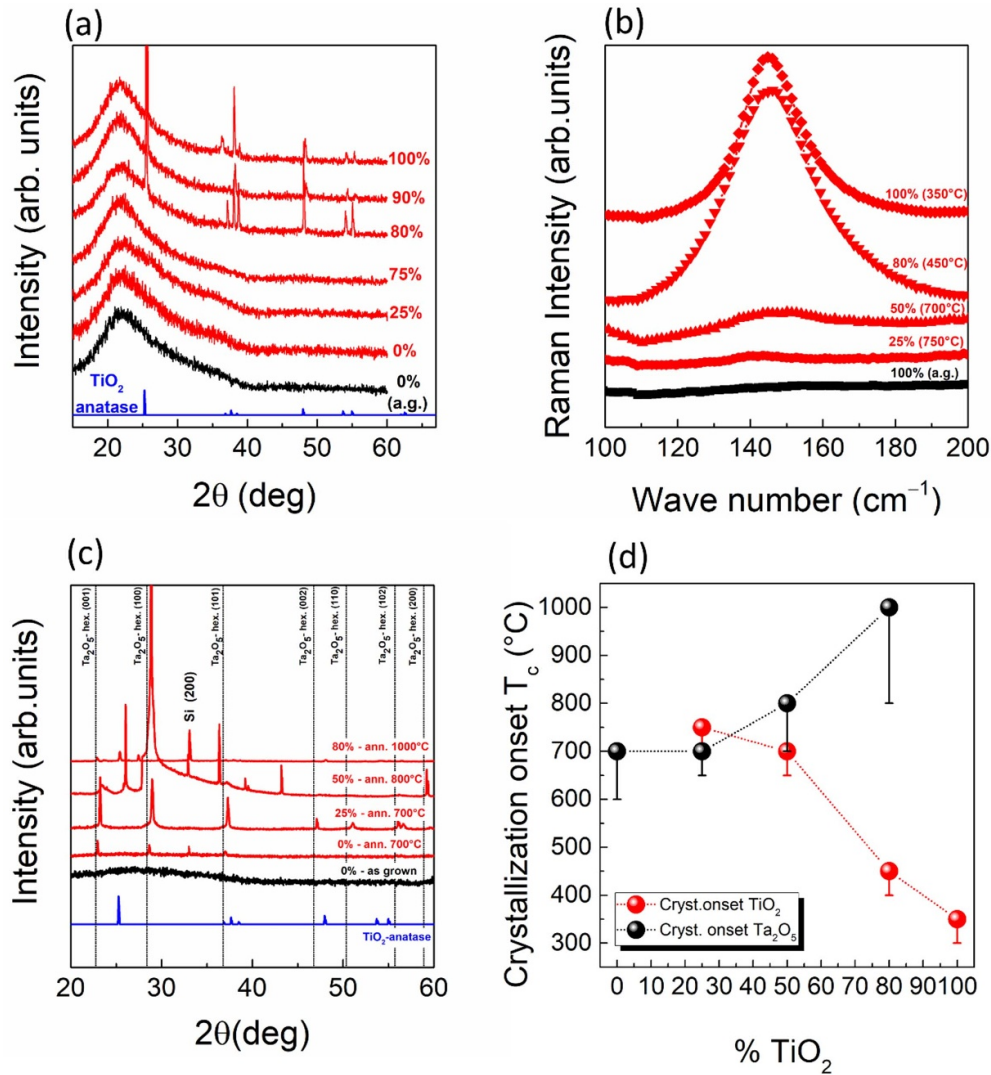 (a)
Intensity (arb. units)
100%
90%
80%
75%
25%
0%
0%
(a.g.)
TiO2
anatase
20 30 40 50 60
2θ (deg)
(b)
Raman Intensity (arb.units)
100% (350°C)
80% (450°C)
50% (700°C)
25% (750°C)
100% (a.g.)
100 120 140 160 180 200
Wave number (cm⁻¹)
(c)
Intensity (arb.units)
Ta2O5- hex. (001)
Ta2O5- hex. (100)
Ta2O5- hex. (101)
Ta2O5- hex. (002)
Ta2O5- hex. (110)
Ta2O5- hex. (102)
Ta2O5- hex. (200)
Si (200)
80% - ann. 1000°C
50% - ann. 800°C
25% - ann. 700°C
0% - ann. 700°C
0% - as grown
TiO2-anatase
20 30 40 50 60
2θ(deg)
(d)
Crystallization onset Tc (°C)
1000
900
800
700
600
500
400
300
Cryst.onset TiO2
Cryst. onset Ta2O5
0 10 20 30 40 50 60 70 80 90 100
% TiO2